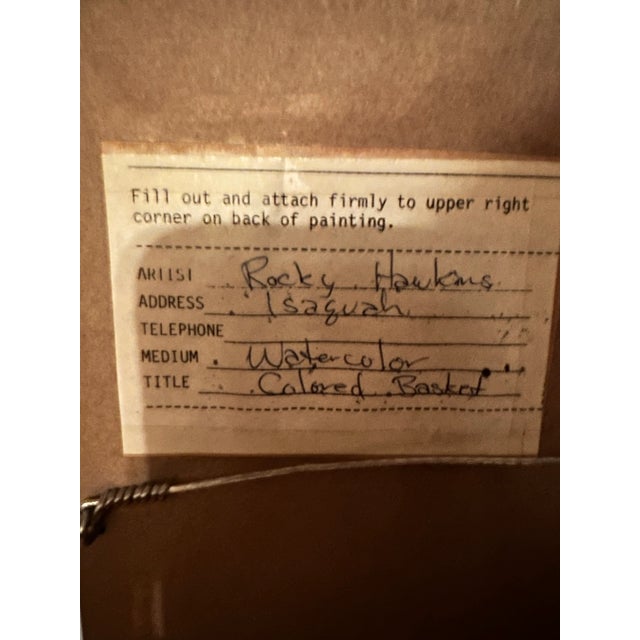 Fill out and attach firmly to upper right
corner on back of painting.
ARTIST Rocky Hawkins
ADDRESS Isaquah
TELEPHONE
MEDIUM Watercolor
TITLE Colored Basket